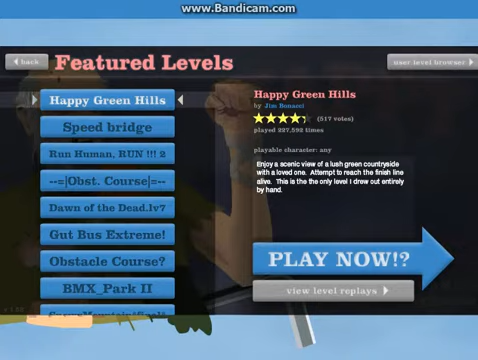 www.Bandicam.com
back
Featured Levels
user level browser
Happy Green Hills
Speed bridge
Run Human, RUN !!! 2
--=|Obst. Course|=--
Dawn of the Dead.lv7
Gut Bus Extreme!
Obstacle Course?
BMX_Park II
Happy Green Hills
by Jim Bonacci
(517 votes)
played 227,592 times
playable character: any
Enjoy a scenic view of a lush green countryside
with a loved one. Attempt to reach the finish line
alive. This is the the only level I drew out entirely
by hand.
PLAY NOW!?
view level replays